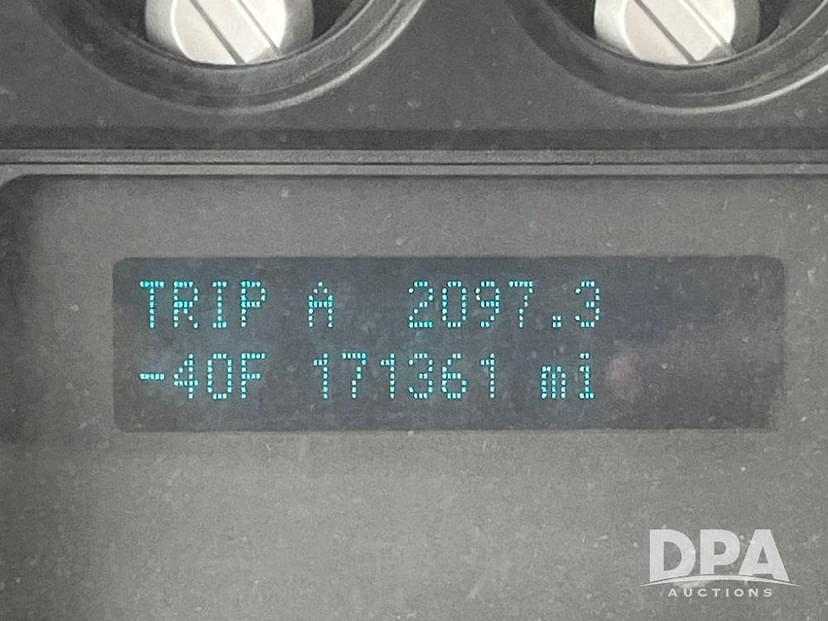 TRIP A 2097.3
-40F 171361 mi
DPA
AUCTIONS